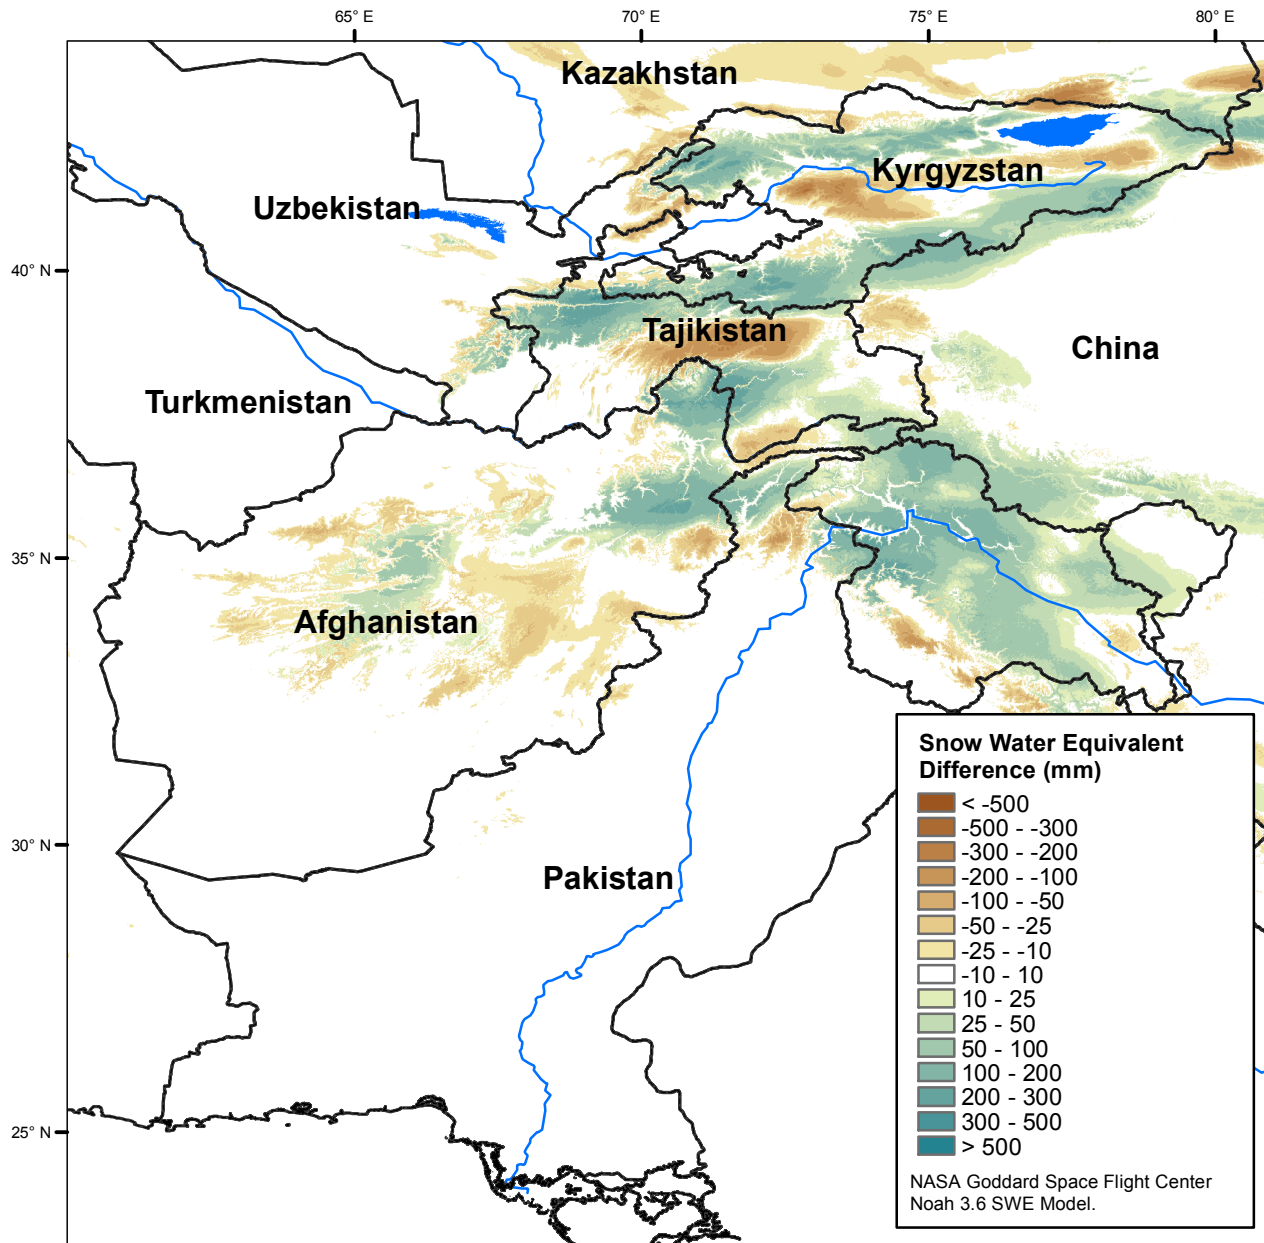 65° E
70° E
75° E
80° E
Kazakhstan
Kyrgyzstan
Uzbekistan
40° N
Tajikistan
China
Turkmenistan
35° N
Afghanistan
Snow Water Equivalent
Difference (mm)
< -500
-500 - -300
-300 - -200
-200 - -100
-100 - -50
-50 - -25
-25 - -10
-10 - 10
10 - 25
25 - 50
50 - 100
100 - 200
200 - 300
300 - 500
> 500
30° N
Pakistan
25° N
NASA Goddard Space Flight Center
Noah 3.6 SWE Model.